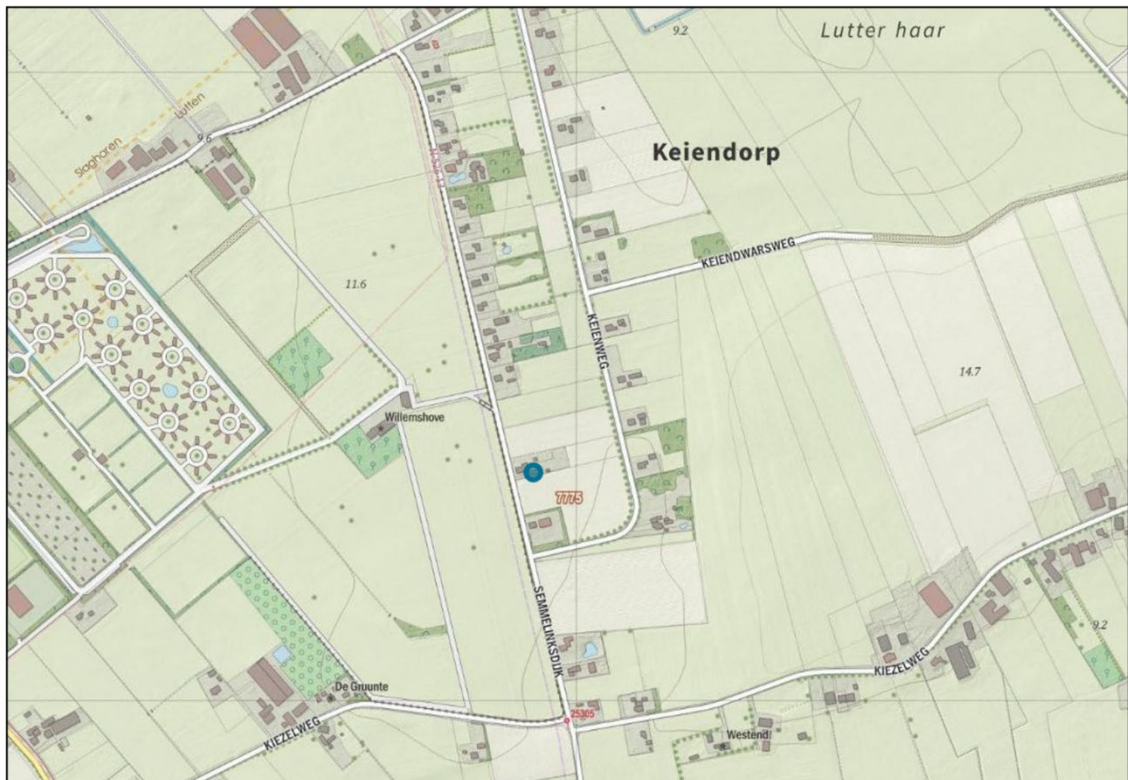 9.2
Lutter haar
Slagharen
Lutten
9.6
Keiendorp
KEIENDWARSWEG
11.6
KEIENWEG
14.7
Willemshove
7775
SEMMELINKSDIJK
9.2
KIEZELWEG
De Gruunte
25305
KIEZELWEG
Westend